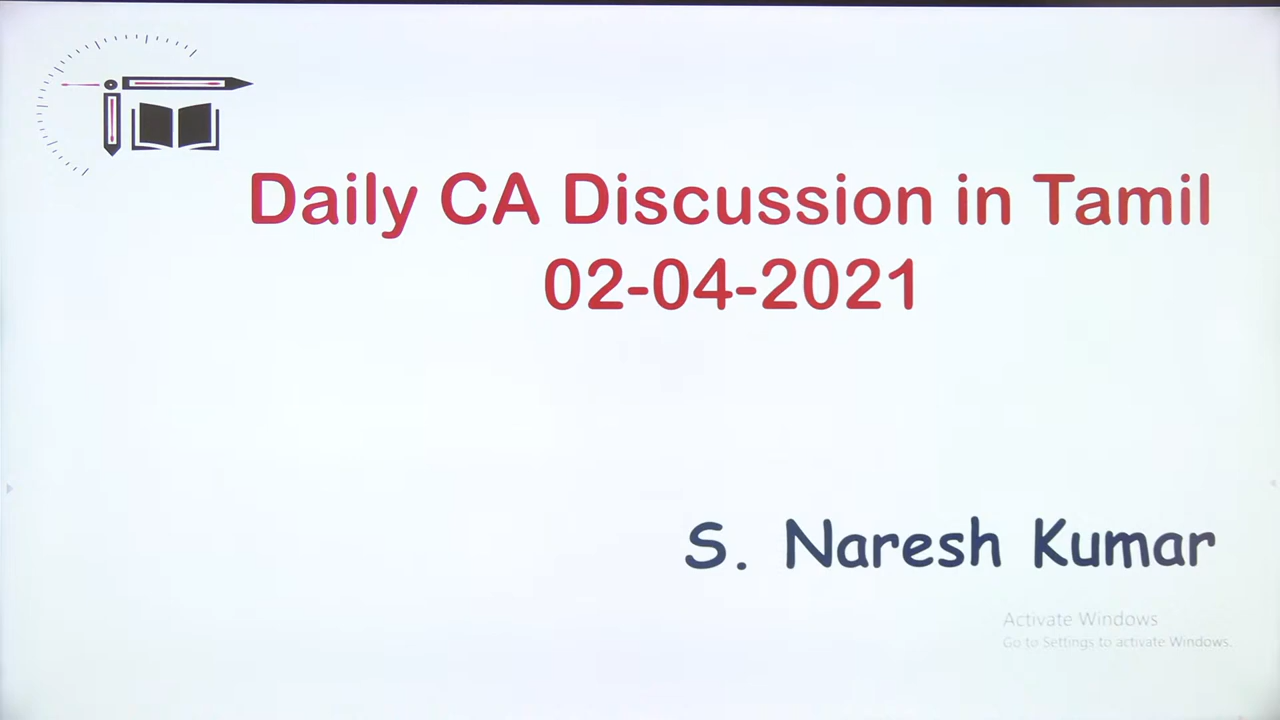 Daily CA Discussion in Tamil
02-04-2021
S. Naresh Kumar
Activate Windows
Go to Settings to activate Windows.